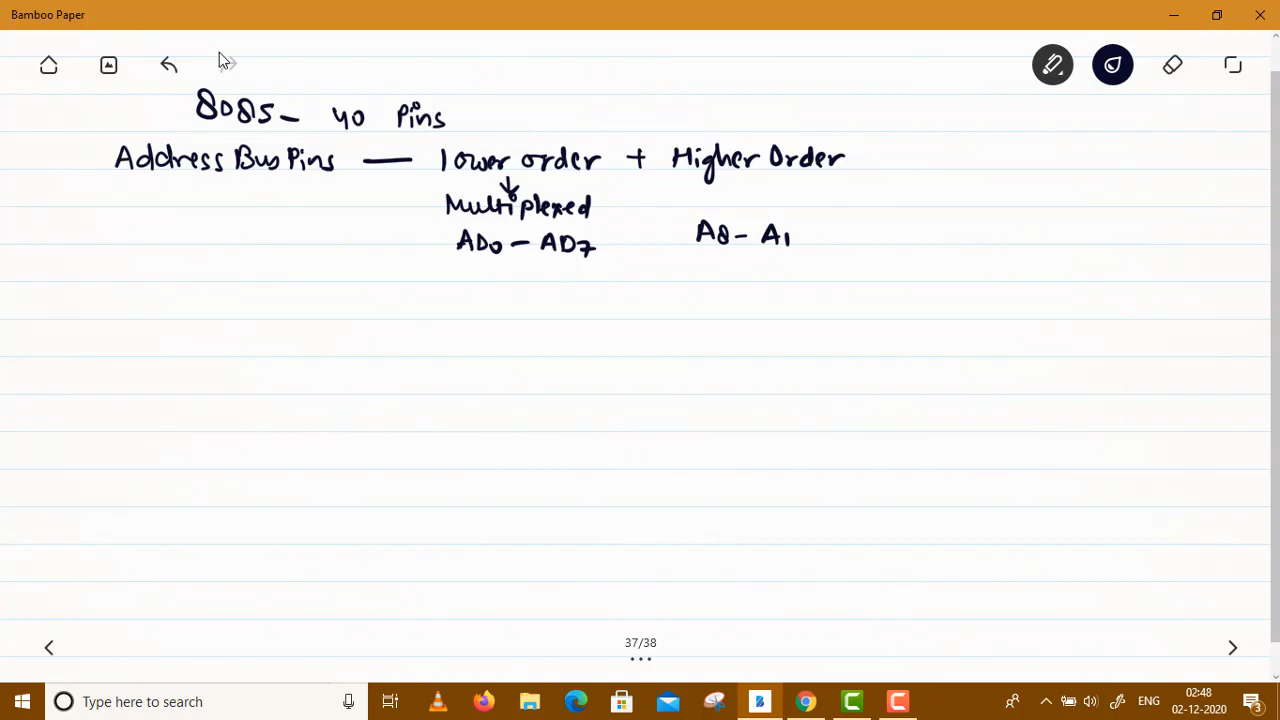 Bamboo Paper
8085- 40 Pins
Address Bus Pins — lower order + Higher Order
Multiplexed
AD0 - AD7 A8 - A1
37/38
Type here to search
ENG
02:48
02-12-2020
3